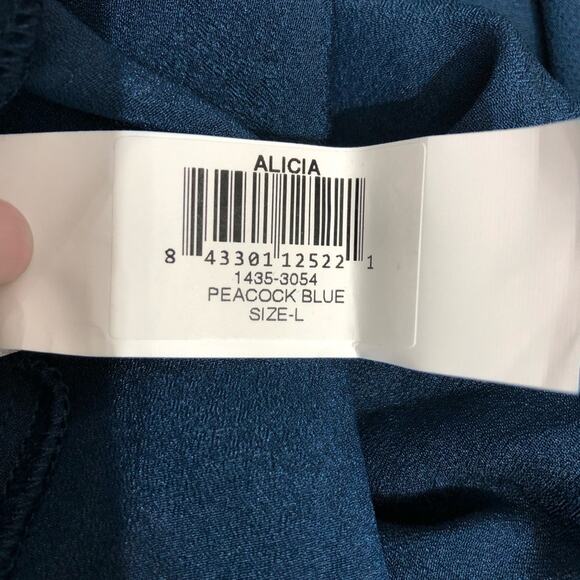 ALICIA
8 43301 12522 1
1435-3054
PEACOCK BLUE
SIZE-L